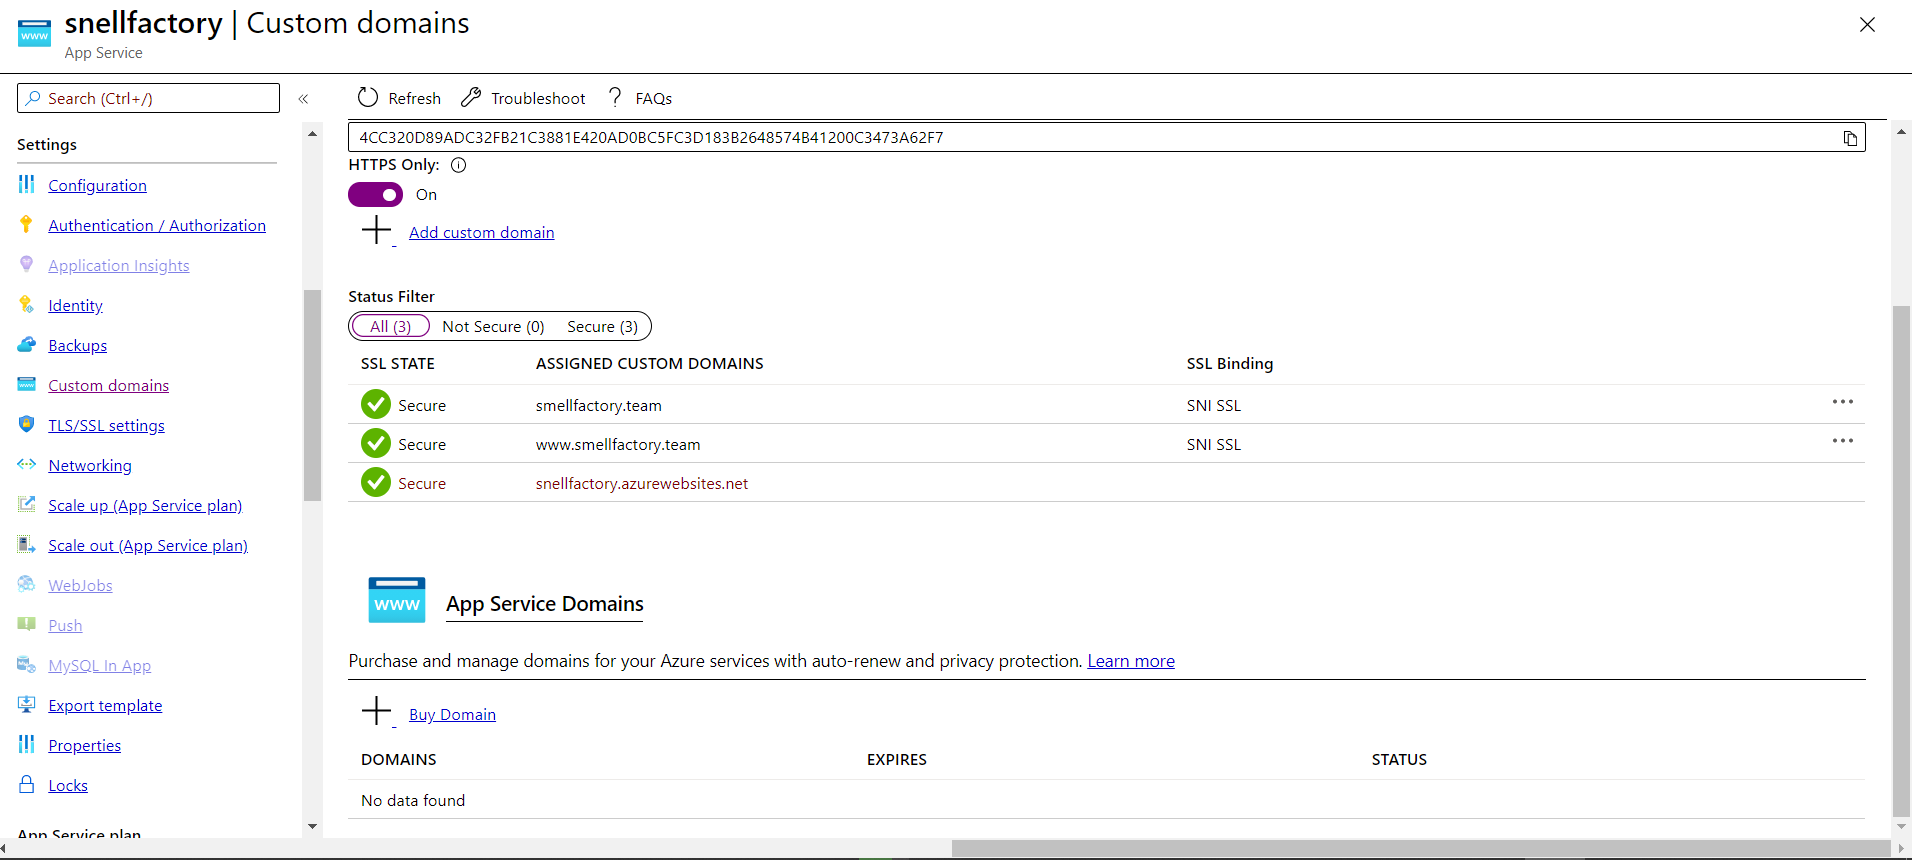 snellfactory | Custom domains
App Service
Search (Ctrl+/)
«
Refresh
Troubleshoot
? FAQs
Settings
Configuration
Authentication / Authorization
Application Insights
Identity
Backups
Custom domains
TLS/SSL settings
Networking
Scale up (App Service plan)
Scale out (App Service plan)
WebJobs
Push
MySQL In App
Export template
Properties
Locks
App Service plan
4CC320D89ADC32FB21C3881E420AD0BC5FC3D183B2648574B41200C3473A62F7
HTTPS Only:
On
Add custom domain
Status Filter
All (3) Not Secure (0) Secure (3)
SSL STATE ASSIGNED CUSTOM DOMAINS SSL Binding
Secure smellfactory.team SNI SSL
Secure www.smellfactory.team SNI SSL
Secure snellfactory.azurewebsites.net
www
App Service Domains
Purchase and manage domains for your Azure services with auto-renew and privacy protection. Learn more
Buy Domain
DOMAINS EXPIRES STATUS
No data found